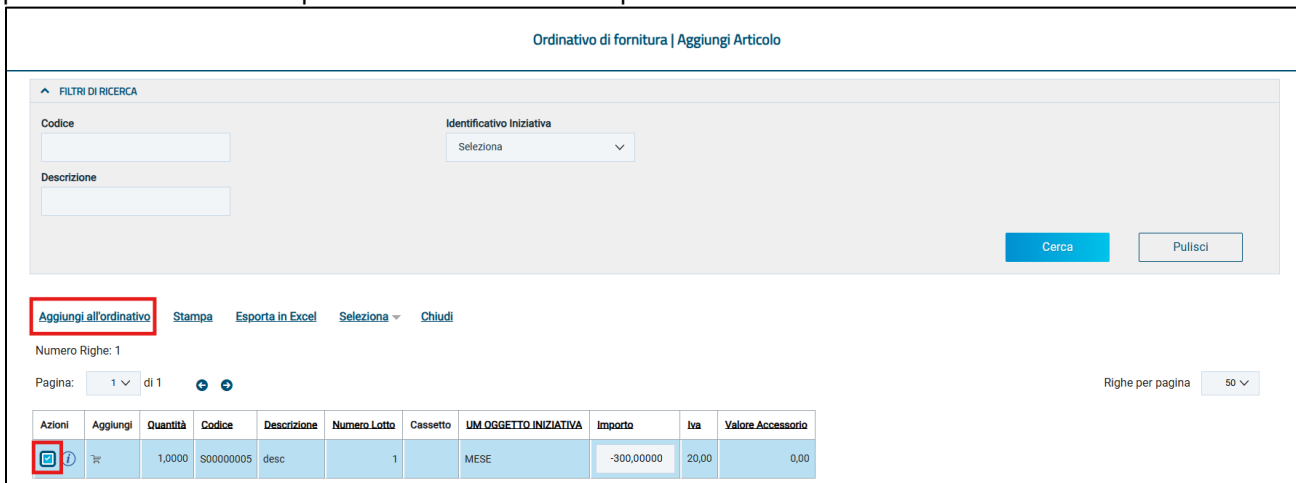 Ordinativo di fornitura | Aggiungi Articolo
FILTRI DI RICERCA
Codice Identificativo Iniziativa
Seleziona
Descrizione
Cerca Pulisci
Aggiungi all'ordinativo Stampa Esporta in Excel Seleziona Chiudi
Numero Righe: 1
Pagina: 1 di 1 Righe per pagina 50
Azioni Aggiungi Quantità Codice Descrizione Numero Lotto Cassetto UM OGGETTO INIZIATIVA Importo Iva Valore Accessorio
1,0000 S00000005 desc 1 MESE -300,00000 20,00 0,00